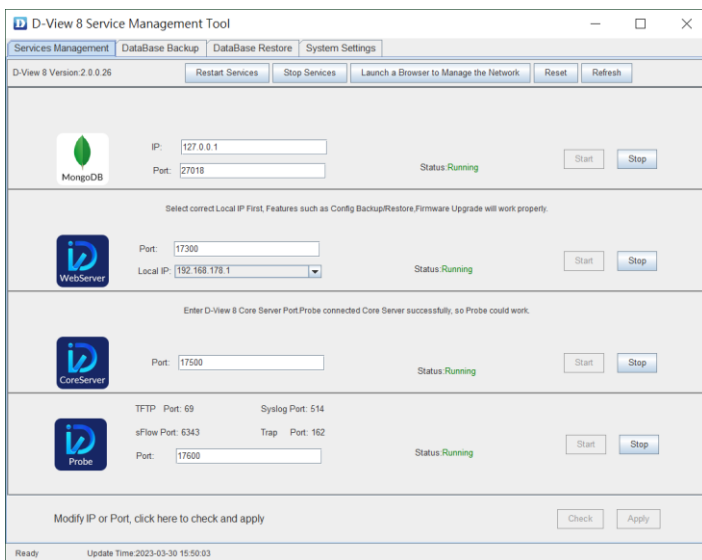 D-View 8 Service Management Tool
Services Management DataBase Backup DataBase Restore System Settings
D-View 8 Version:2.0.0.26 Restart Services Stop Services Launch a Browser to Manage the Network Reset Refresh
IP: 127.0.0.1
Port: 27018
Status:Running Start Stop
MongoDB
Select correct Local IP First, Features such as Config Backup/Restore,Firmware Upgrade will work properly.
Port: 17300
Local IP: 192.168.178.1
Status:Running Start Stop
WebServer
Enter D-View 8 Core Server Port.Probe connected Core Server successfully, so Probe could work.
Port: 17500
Status:Running Start Stop
CoreServer
TFTP Port: 69 Syslog Port: 514
sFlow Port: 6343 Trap Port: 162
Port: 17600
Status:Running Start Stop
Probe
Modify IP or Port, click here to check and apply Check Apply
Ready Update Time:2023-03-30 15:50:03